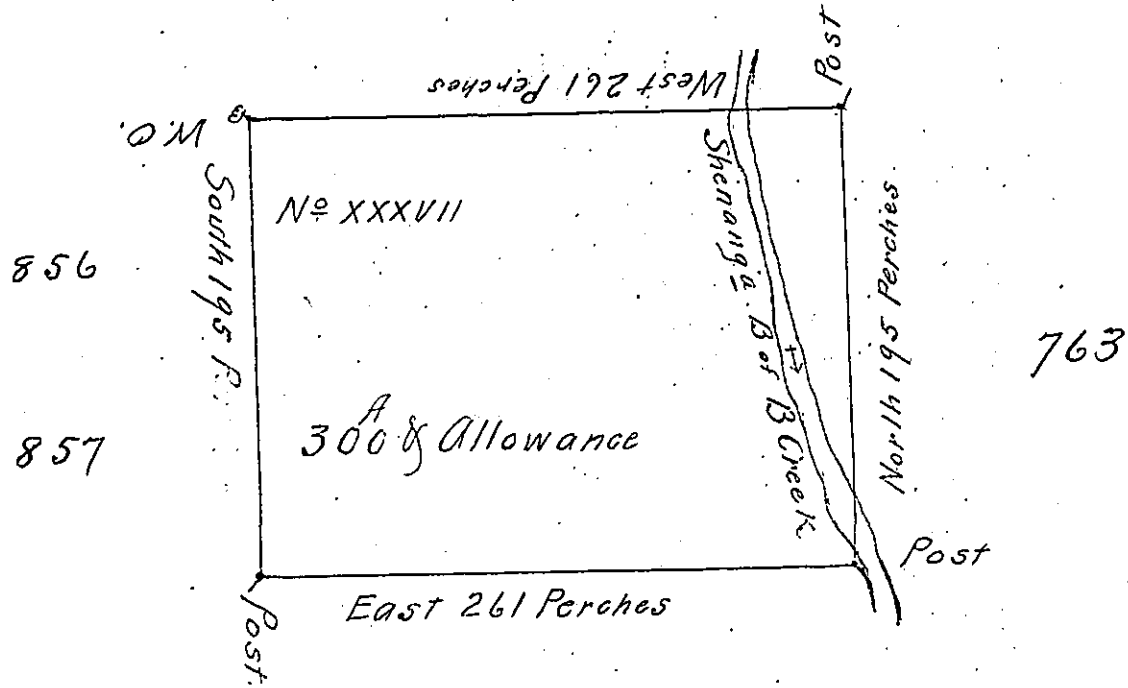 Post
West 261 Perches
W.O.
South 195 P.
Nº XXXVII
856
857
300 A & Allowance
Shenanga B of B Creek
North 195 Perches
763
Post
East 261 Perches
Post.